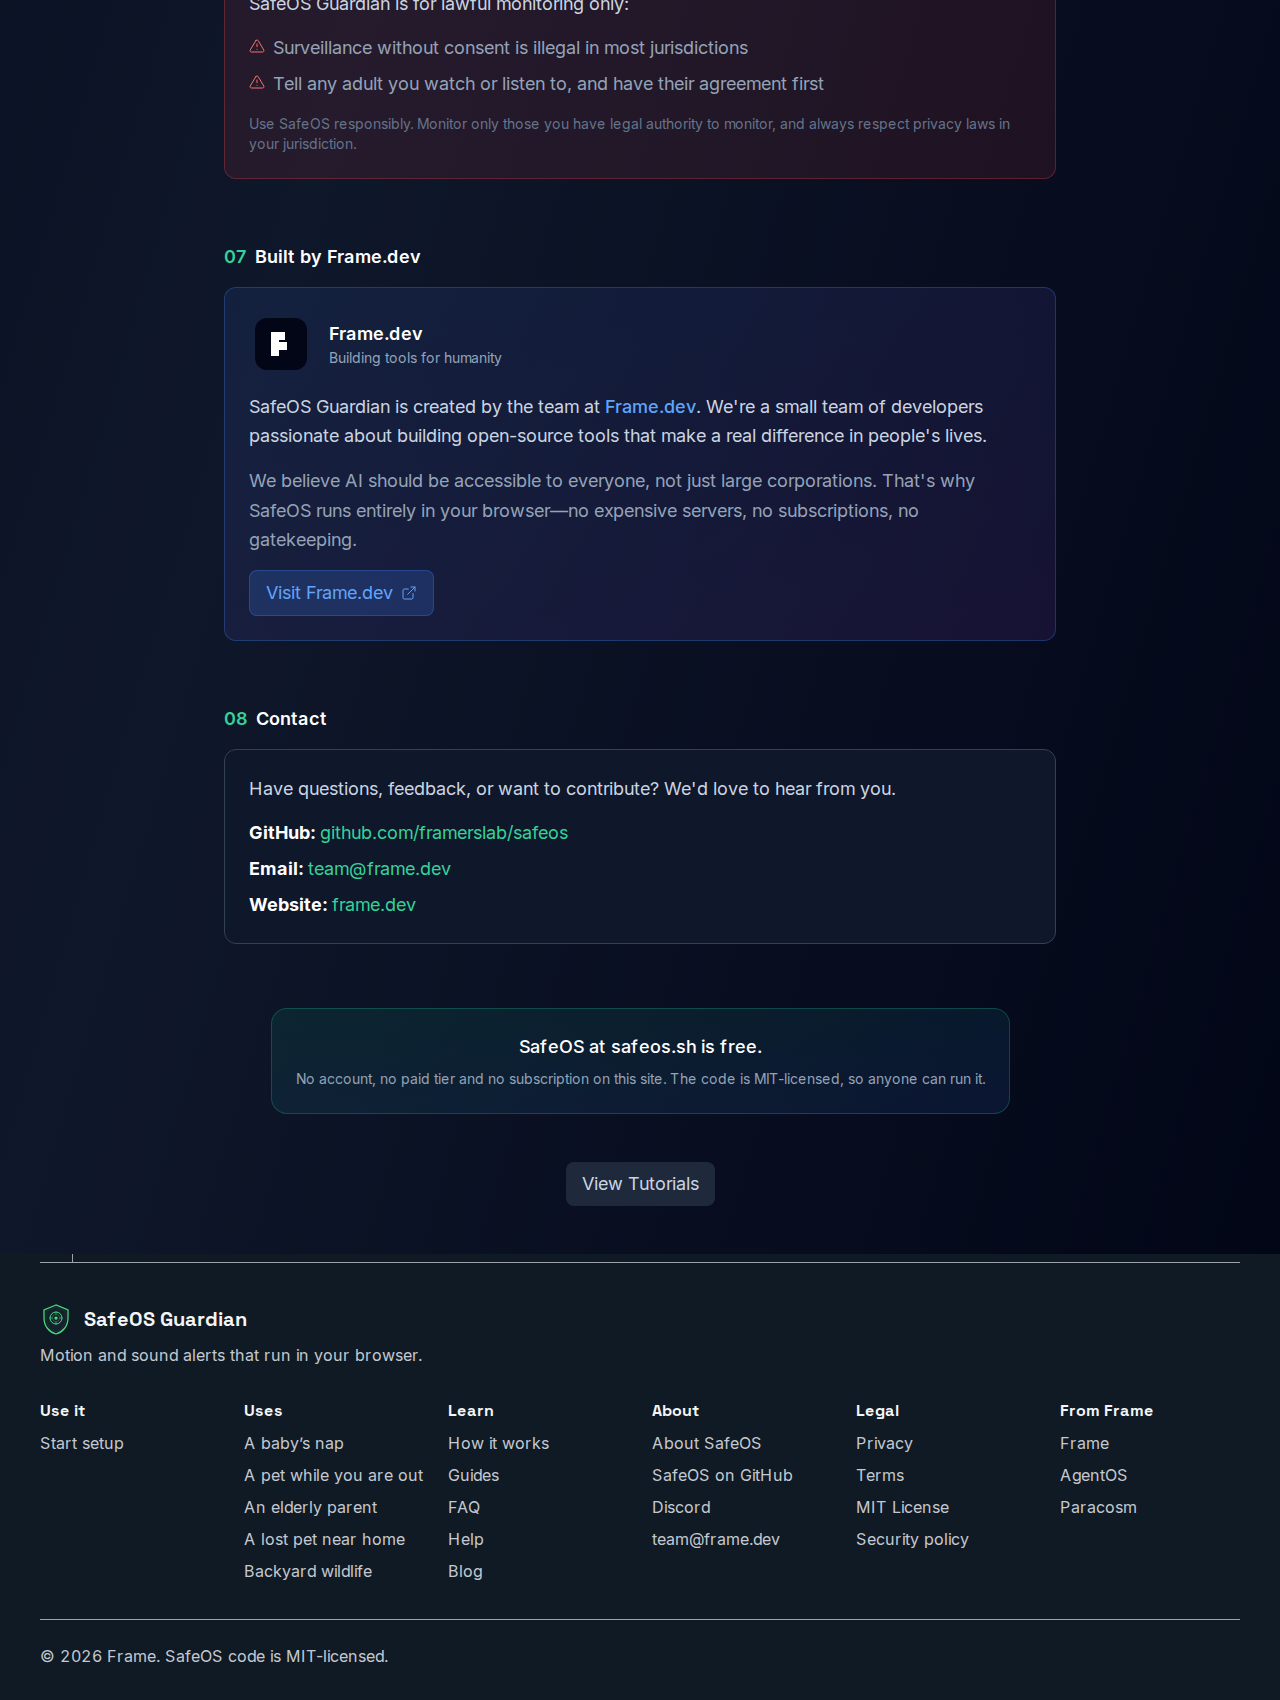 SafeOS Guardian is for lawful monitoring only:
Surveillance without consent is illegal in most jurisdictions
Tell any adult you watch or listen to, and have their agreement first
Use SafeOS responsibly. Monitor only those you have legal authority to monitor, and always respect privacy laws in
your jurisdiction.
07 Built by Frame.dev
Frame.dev
Building tools for humanity
SafeOS Guardian is created by the team at Frame.dev. We're a small team of developers
passionate about building open-source tools that make a real difference in people's lives.
We believe AI should be accessible to everyone, not just large corporations. That's why
SafeOS runs entirely in your browser—no expensive servers, no subscriptions, no
gatekeeping.
Visit Frame.dev
08 Contact
Have questions, feedback, or want to contribute? We'd love to hear from you.
GitHub: github.com/framerslab/safeos
Email: team@frame.dev
Website: frame.dev
SafeOS at safeos.sh is free.
No account, no paid tier and no subscription on this site. The code is MIT-licensed, so anyone can run it.
View Tutorials
SafeOS Guardian
Motion and sound alerts that run in your browser.
Use it
Start setup
Uses
A baby’s nap
A pet while you are out
An elderly parent
A lost pet near home
Backyard wildlife
Learn
How it works
Guides
FAQ
Help
Blog
About
About SafeOS
SafeOS on GitHub
Discord
team@frame.dev
Legal
Privacy
Terms
MIT License
Security policy
From Frame
Frame
AgentOS
Paracosm
© 2026 Frame. SafeOS code is MIT-licensed.